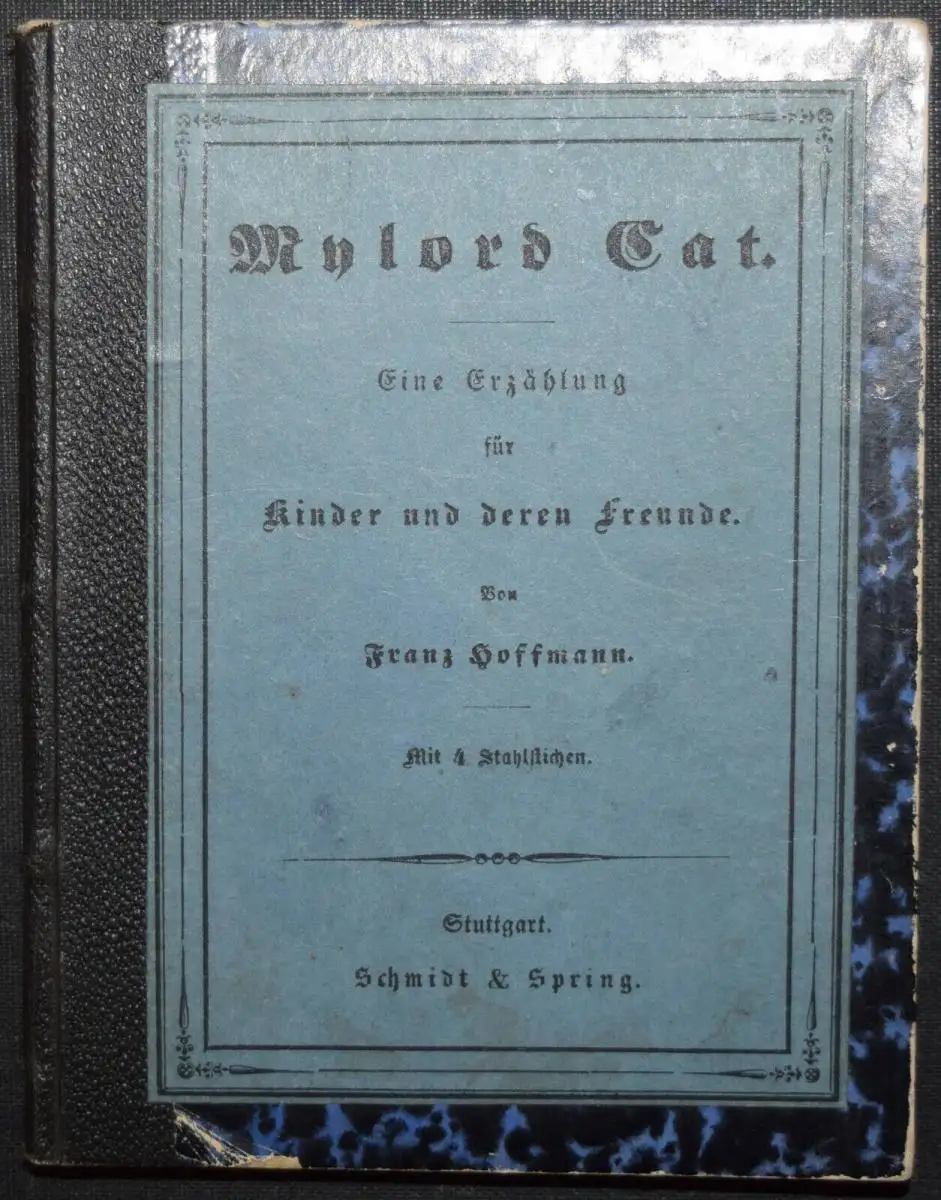 Mylord Cat.
Eine Erzählung
für
Kinder und deren Freunde.
Von
Franz Hoffmann.
Mit 4 Stahlstichen.
Stuttgart.
Schmidt & Spring.